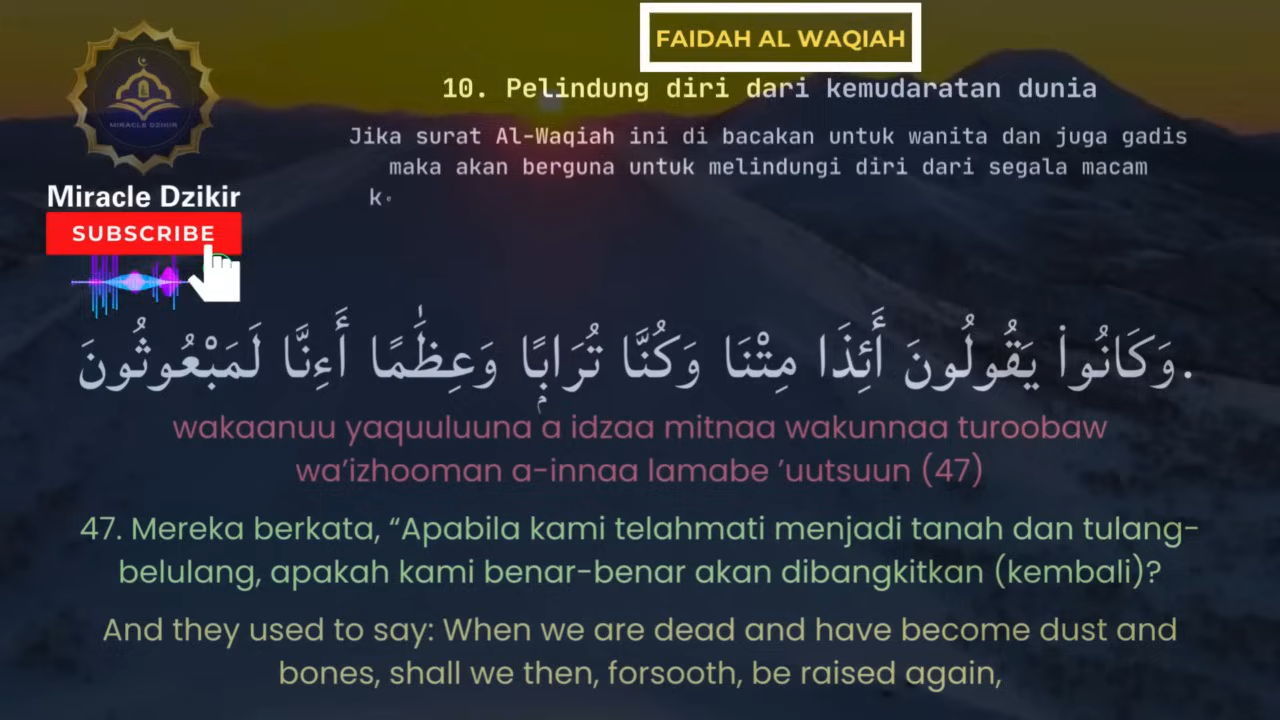 FAIDAH AL WAQIAH
10. Pelindung diri dari kemudaratan dunia
Jika surat Al-Waqiah ini di bacakan untuk wanita dan juga gadis
maka akan berguna untuk melindungi diri dari segala macam
k
MIRACLE DZIKIR
Miracle Dzikir
SUBSCRIBE
وَكَانُوا۟ يَقُولُونَ أَئِذَا مِتْنَا وَكُنَّا تُرَابًۭا وَعِظَٰمًا أَءِنَّا لَمَبْعُوثُونَ.
wakaanuu yaquuluuna a idzaa mitnaa wakunnaa turoobaw
wa’izhooman a-innaa lamabe ’uutsuun (47)
47. Mereka berkata, “Apabila kami telahmati menjadi tanah dan tulang-
belulang, apakah kami benar-benar akan dibangkitkan (kembali)?
And they used to say: When we are dead and have become dust and
bones, shall we then, forsooth, be raised again,